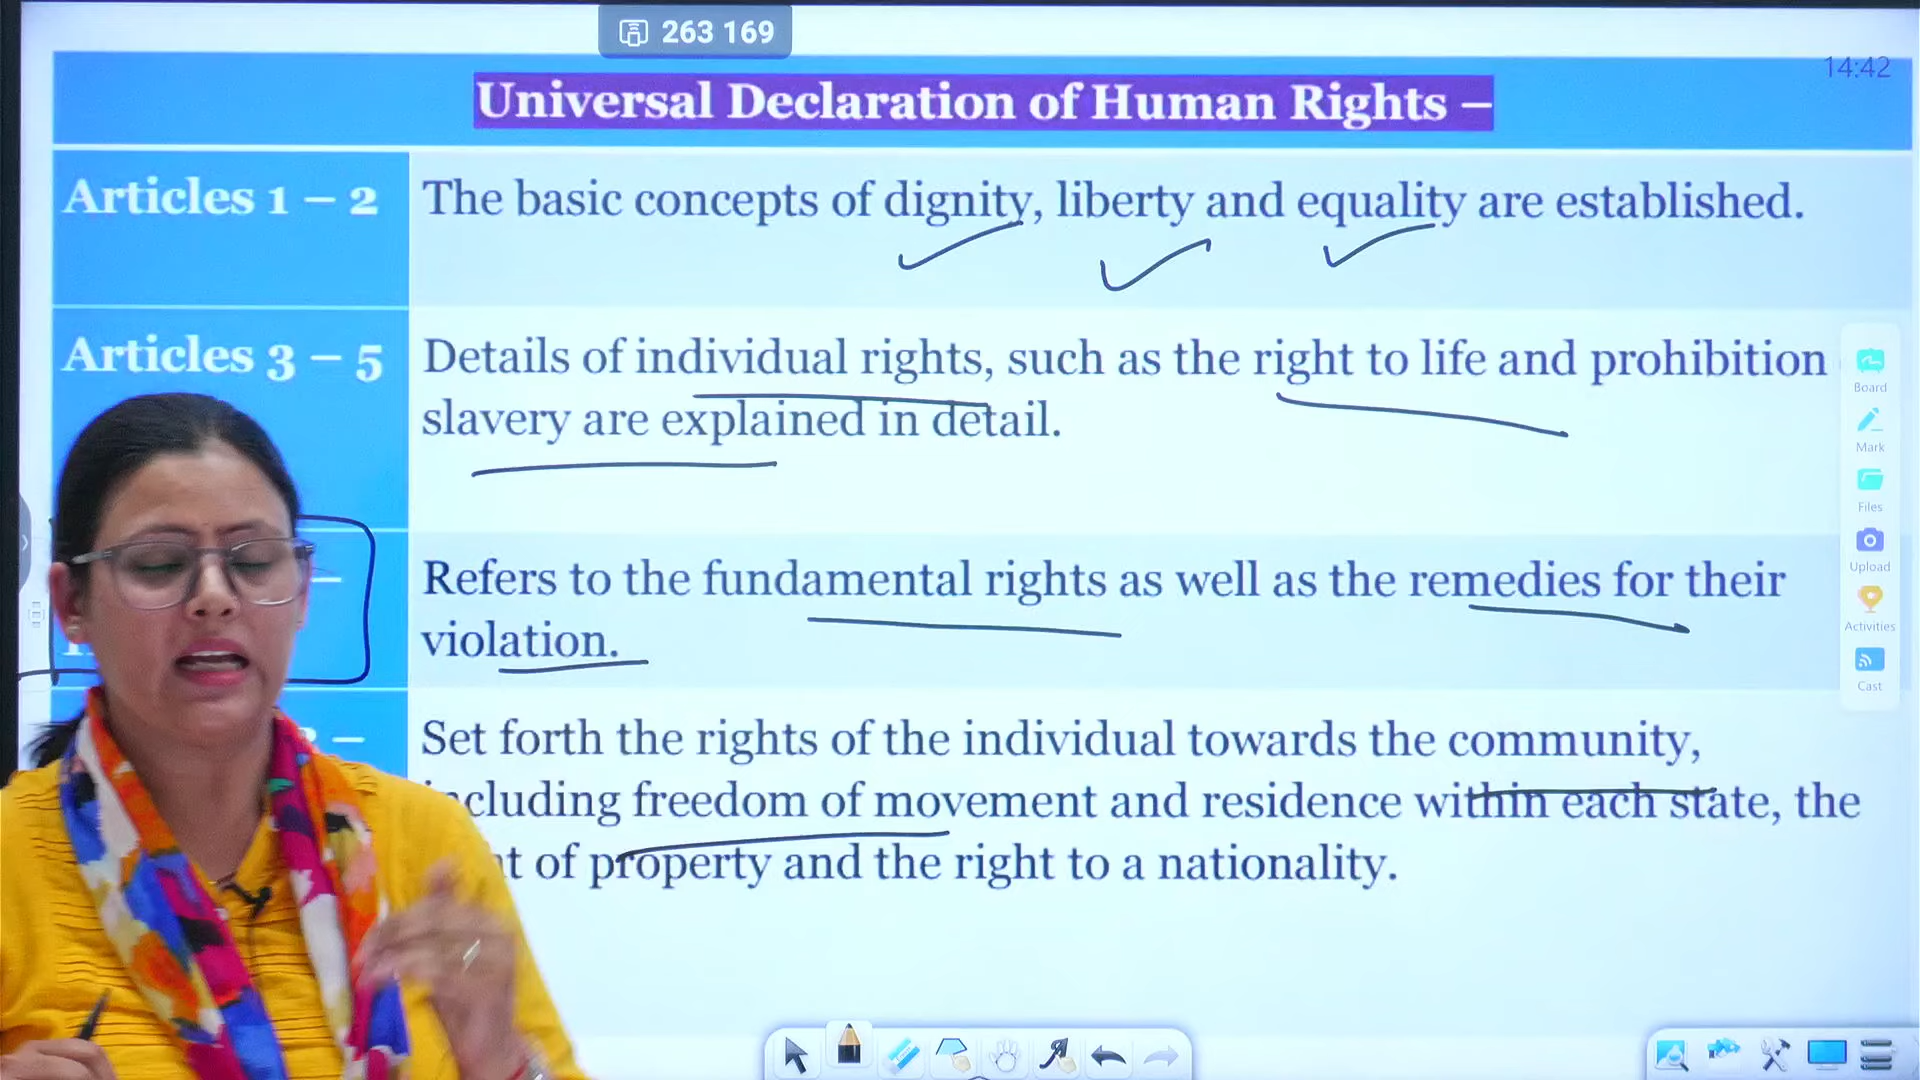 263 169
14:42
Universal Declaration of Human Rights –
Articles 1 – 2
The basic concepts of dignity, liberty and equality are established.
Articles 3 – 5
Details of individual rights, such as the right to life and prohibition
slavery are explained in detail.
–
Refers to the fundamental rights as well as the remedies for their
violation.
–
Set forth the rights of the individual towards the community,
cluding freedom of movement and residence within each state, the
t of property and the right to a nationality.
Board
Mark
Files
Upload
Activities
Cast